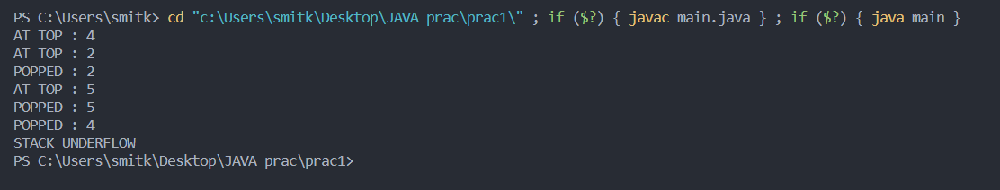 PS C:\Users\smitk> cd "c:\Users\smitk\Desktop\JAVA prac\prac1\" ; if ($?) { javac main.java } ; if ($?) { java main }
AT TOP : 4
AT TOP : 2
POPPED : 2
AT TOP : 5
POPPED : 5
POPPED : 4
STACK UNDERFLOW
PS C:\Users\smitk\Desktop\JAVA prac\prac1>